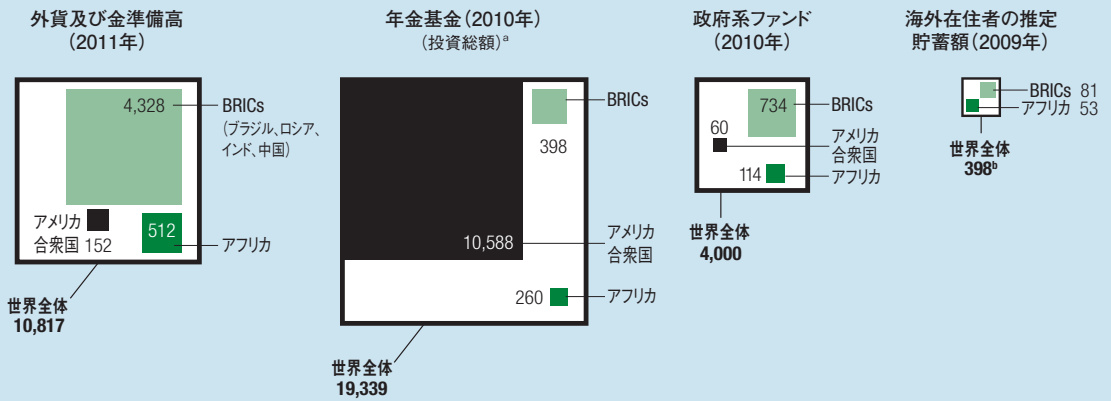 外貨及び金準備高
(2011年)
4,328
BRICs
(ブラジル、ロシア、
インド、中国)
アメリカ
合衆国 152
512
アフリカ
世界全体
10,817
年金基金(2010年)
(投資総額)ª
BRICs
398
10,588
アメリカ
合衆国
260
アフリカ
世界全体
19,339
政府系ファンド
(2010年)
734
BRICs
60
アメリカ
合衆国
114
アフリカ
世界全体
4,000
海外在住者の推定
貯蓄額(2009年)
BRICs 81
アフリカ 53
世界全体
398ᵇ